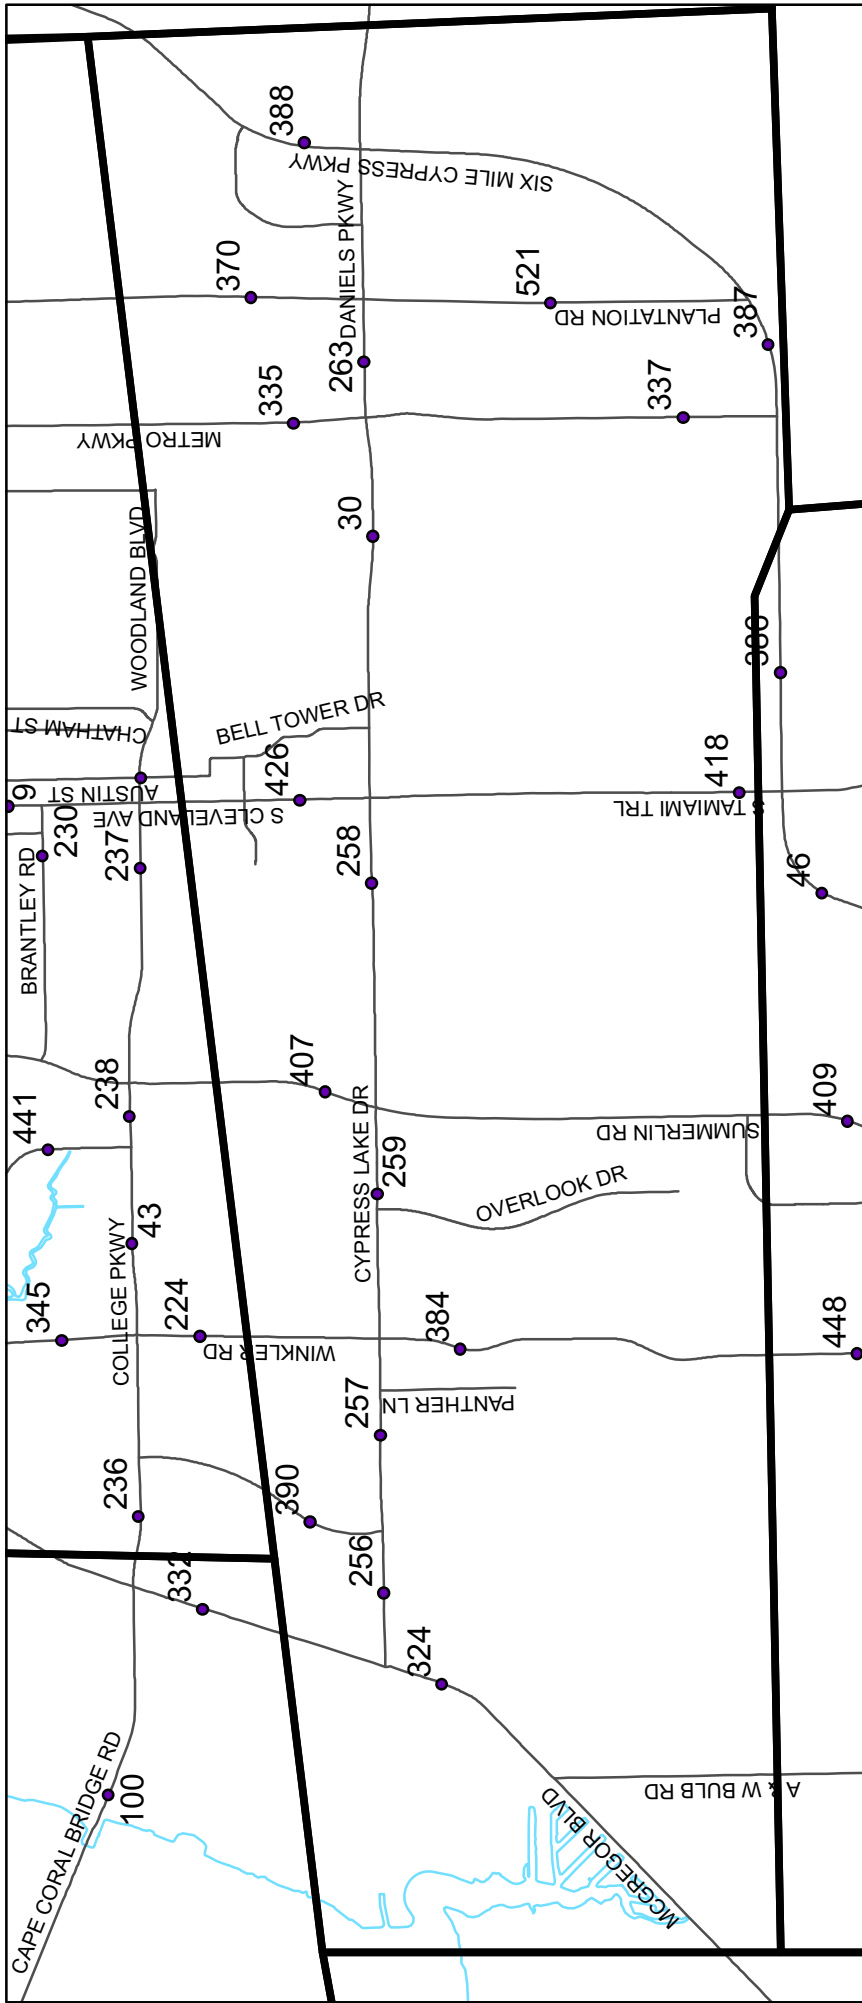 388
SIX MILE CYPRESS PKWY
370
DANIELS PKWY
521
PLANTATION RD
387
263
335
337
METRO PKWY
30
WOODLAND BLVD
386
CHATHAM ST
BELL TOWER DR
426
418
9
AUSTIN ST
S CLEVELAND AVE
S TAMIAMI TRL
230
237
258
46
BRANTLEY RD
407
238
441
409
CYPRESS LAKE DR
SUMMERLIN RD
259
OVERLOOK DR
43
COLLEGE PKWY
345
224
WINKLER RD
384
448
257
PANTHER LN
236
390
256
332
324
CAPE CORAL BRIDGE RD
100
A & W BULB RD
MCGREGOR BLVD